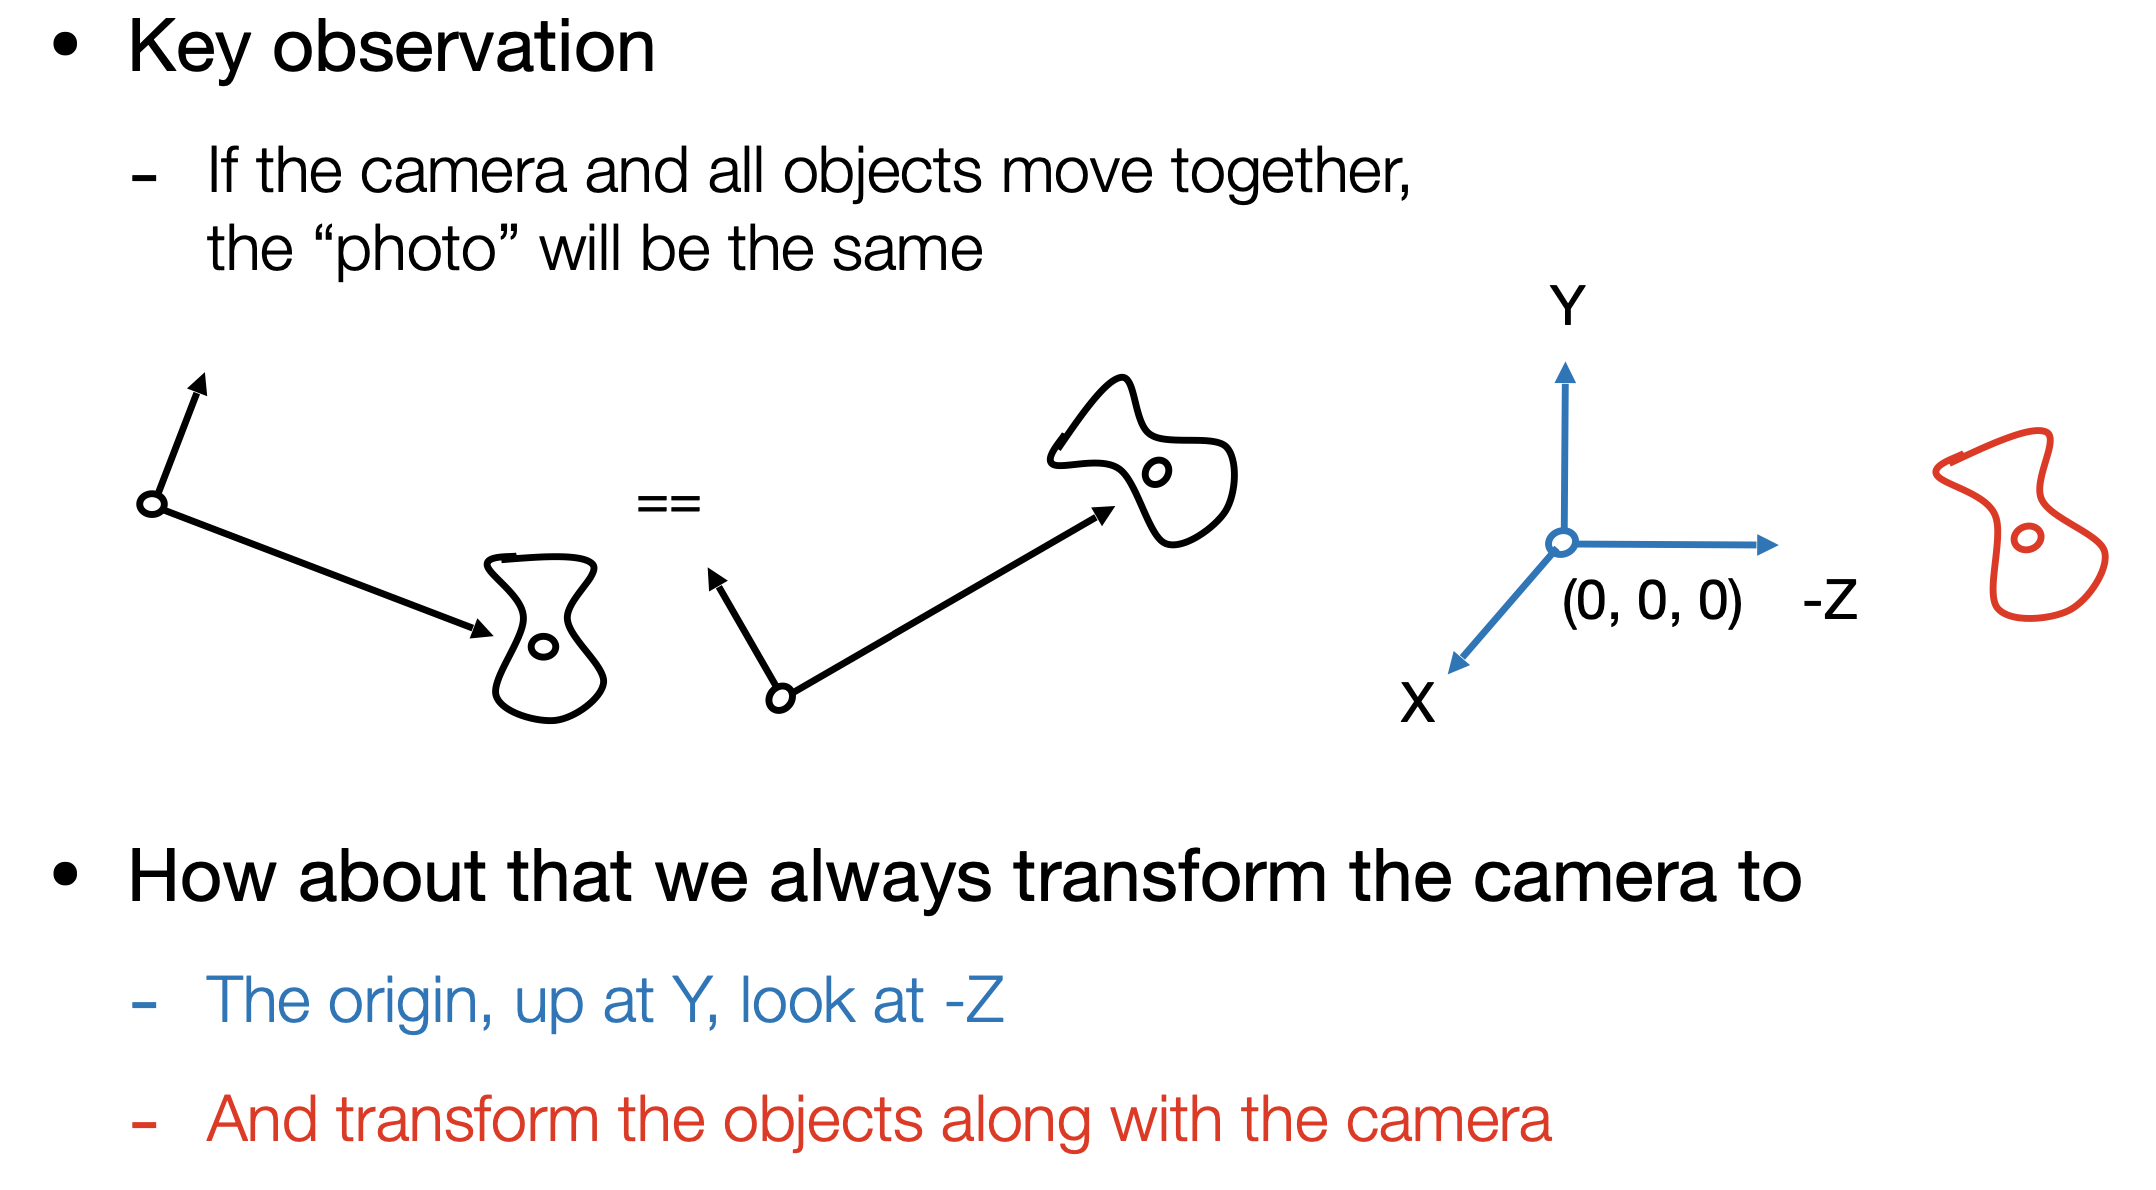 • Key observation
- If the camera and all objects move together,
the “photo” will be the same
Y
==
(0, 0, 0)
-Z
X
• How about that we always transform the camera to
- The origin, up at Y, look at -Z
- And transform the objects along with the camera